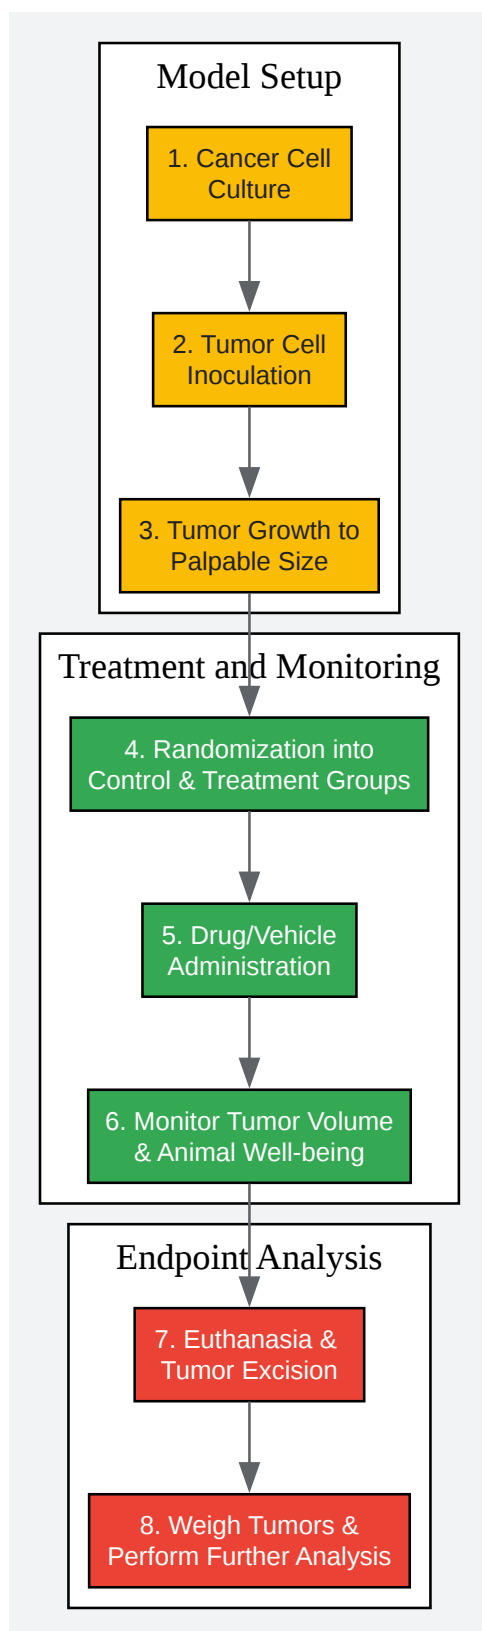 Model Setup
1. Cancer Cell
Culture
2. Tumor Cell
Inoculation
3. Tumor Growth to
Palpable Size
Treatment and Monitoring
4. Randomization into
Control & Treatment Groups
5. Drug/Vehicle
Administration
6. Monitor Tumor Volume
& Animal Well-being
Endpoint Analysis
7. Euthanasia &
Tumor Excision
8. Weigh Tumors &
Perform Further Analysis